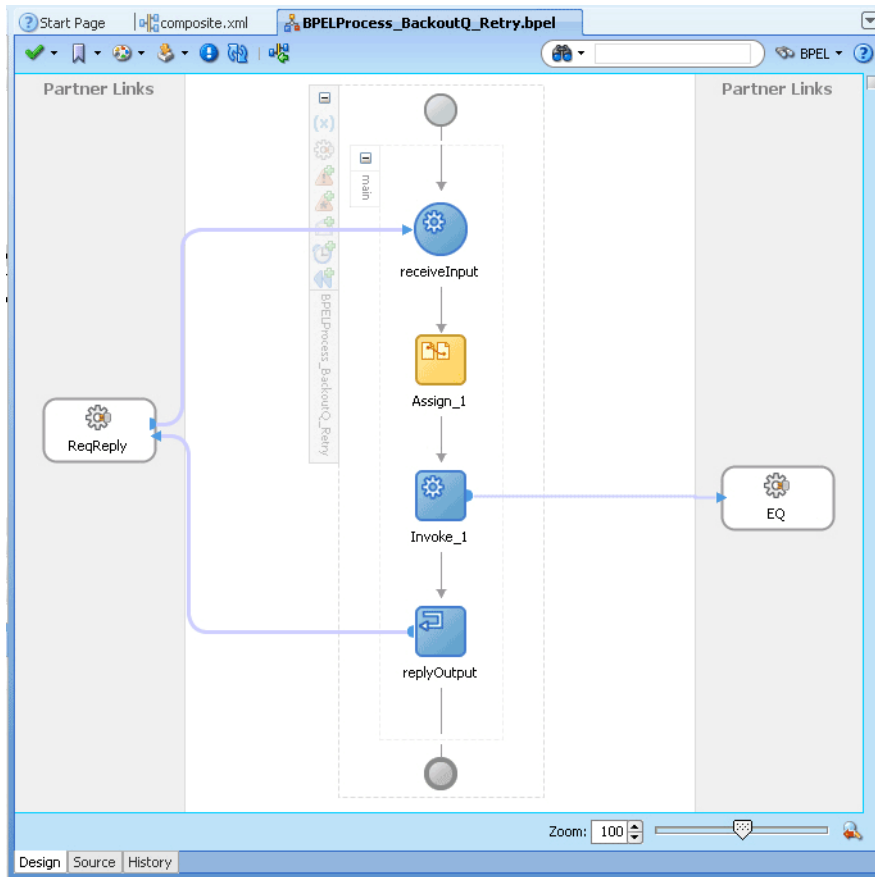 Start Page
composite.xml
BPELProcess_BackoutQ_Retry.bpel
BPEL
Partner Links
Partner Links
(x)
main
BPELProcess_BackoutQ_Retry
receiveInput
Assign_1
ReqReply
Invoke_1
EQ
replyOutput
Zoom: 100
Design Source History